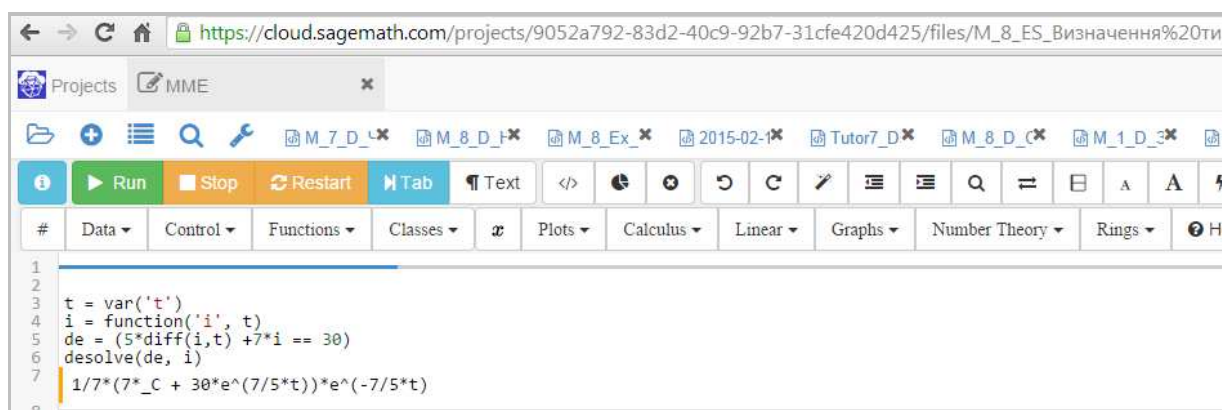 https://cloud.sagemath.com/projects/9052a792-83d2-40c9-92b7-31cfe420d425/files/M_8_ES_Визначення%20ти
Projects MME
M_7_D_ M_8_D_ M_8_Ex_ 2015-02-1 Tutor7_D M_8_D_ M_1_D_3
Run Stop Restart Tab Text </> A A
# Data Control Functions Classes x Plots Calculus Linear Graphs Number Theory Rings H
1
2
3 t = var('t')
4 i = function('i', t)
5 de = (5*diff(i,t) +7*i == 30)
6 desolve(de, i)
7 1/7*(7*_C + 30*e^(7/5*t))*e^(-7/5*t)